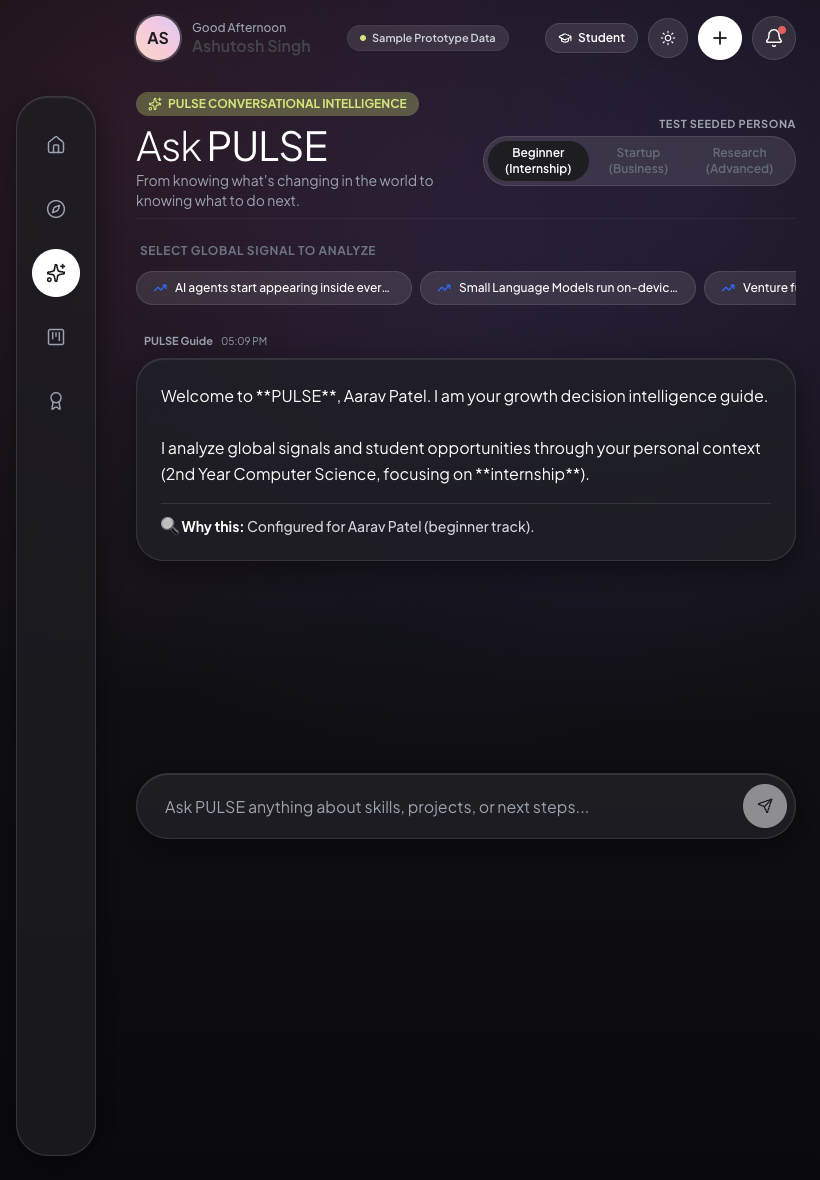 AS
Good Afternoon
Ashutosh Singh
Sample Prototype Data
Student
PULSE CONVERSATIONAL INTELLIGENCE
Ask PULSE
From knowing what's changing in the world to
knowing what to do next.
TEST SEEDED PERSONA
Beginner
(Internship)
Startup
(Business)
Research
(Advanced)
SELECT GLOBAL SIGNAL TO ANALYZE
AI agents start appearing inside ever...
Small Language Models run on-devic...
Venture
PULSE Guide 05:09 PM
Welcome to **PULSE**, Aarav Patel. I am your growth decision intelligence guide.
I analyze global signals and student opportunities through your personal context
(2nd Year Computer Science, focusing on **internship**).
🔍 Why this: Configured for Aarav Patel (beginner track).
Ask PULSE anything about skills, projects, or next steps...